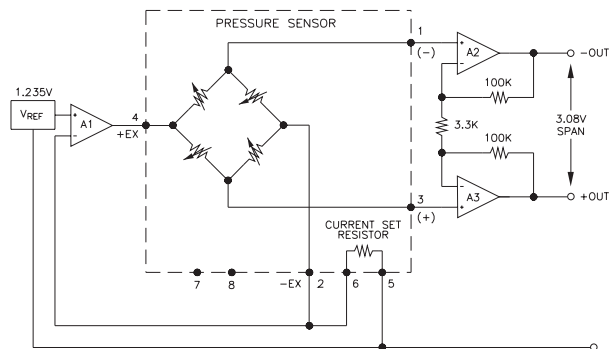 PRESSURE SENSOR
1
(-)
A2
-OUT
1.235V
VREF
A1
4
+EX
100K
3.3K
100K
3.08V
SPAN
3
(+)
A3
+OUT
CURRENT SET
RESISTOR
7
8
-EX
2
6
5